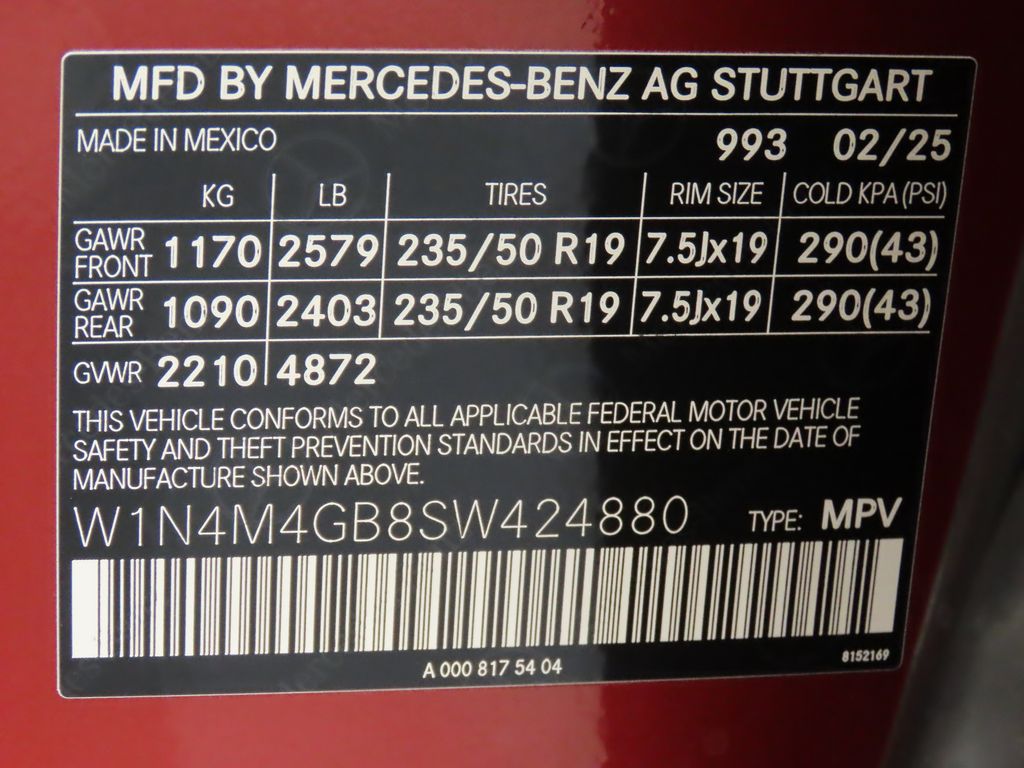 MFD BY MERCEDES-BENZ AG STUTTGART
MADE IN MEXICO 993 02/25
KG LB TIRES RIM SIZE COLD KPA (PSI)
GAWR FRONT 1170 2579 235/50 R19 7.5Jx19 290(43)
GAWR REAR 1090 2403 235/50 R19 7.5Jx19 290(43)
GVWR 2210 4872
THIS VEHICLE CONFORMS TO ALL APPLICABLE FEDERAL MOTOR VEHICLE
SAFETY AND THEFT PREVENTION STANDARDS IN EFFECT ON THE DATE OF
MANUFACTURE SHOWN ABOVE.
W1N4M4GB8SW424880 TYPE: MPV
A 000 817 54 04
8152169